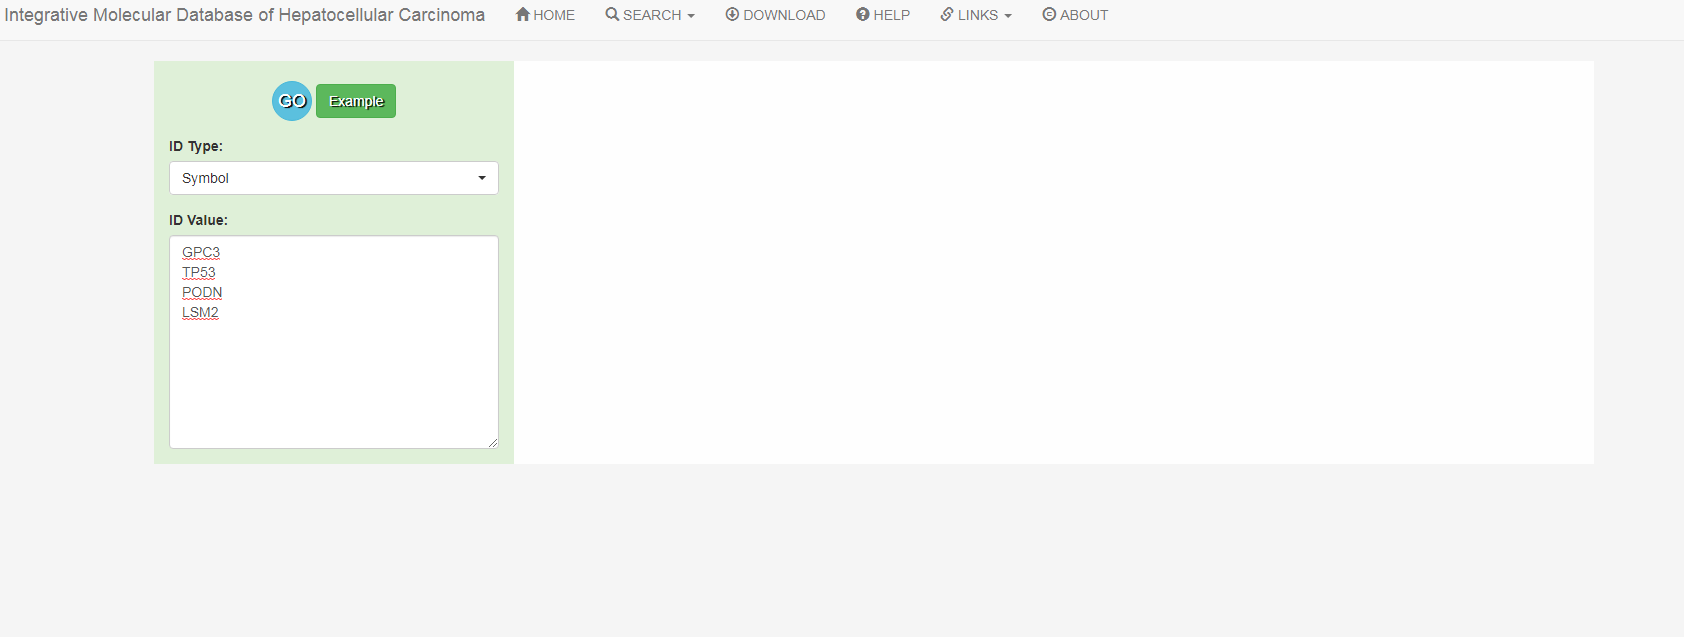 Integrative Molecular Database of Hepatocellular Carcinoma HOME SEARCH DOWNLOAD HELP LINKS ABOUT
GO Example
ID Type:
Symbol
ID Value:
GPC3
TP53
PODN
LSM2